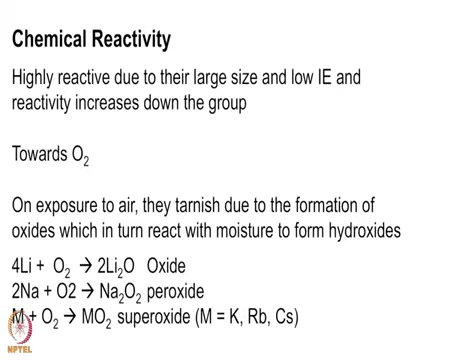 Chemical Reactivity
Highly reactive due to their large size and low IE and
reactivity increases down the group
Towards O₂
On exposure to air, they tarnish due to the formation of
oxides which in turn react with moisture to form hydroxides
4Li + O₂ → 2Li₂O Oxide
2Na + O2 → Na₂O₂ peroxide
M + O₂ → MO₂ superoxide (M = K, Rb, Cs)
NPTEL